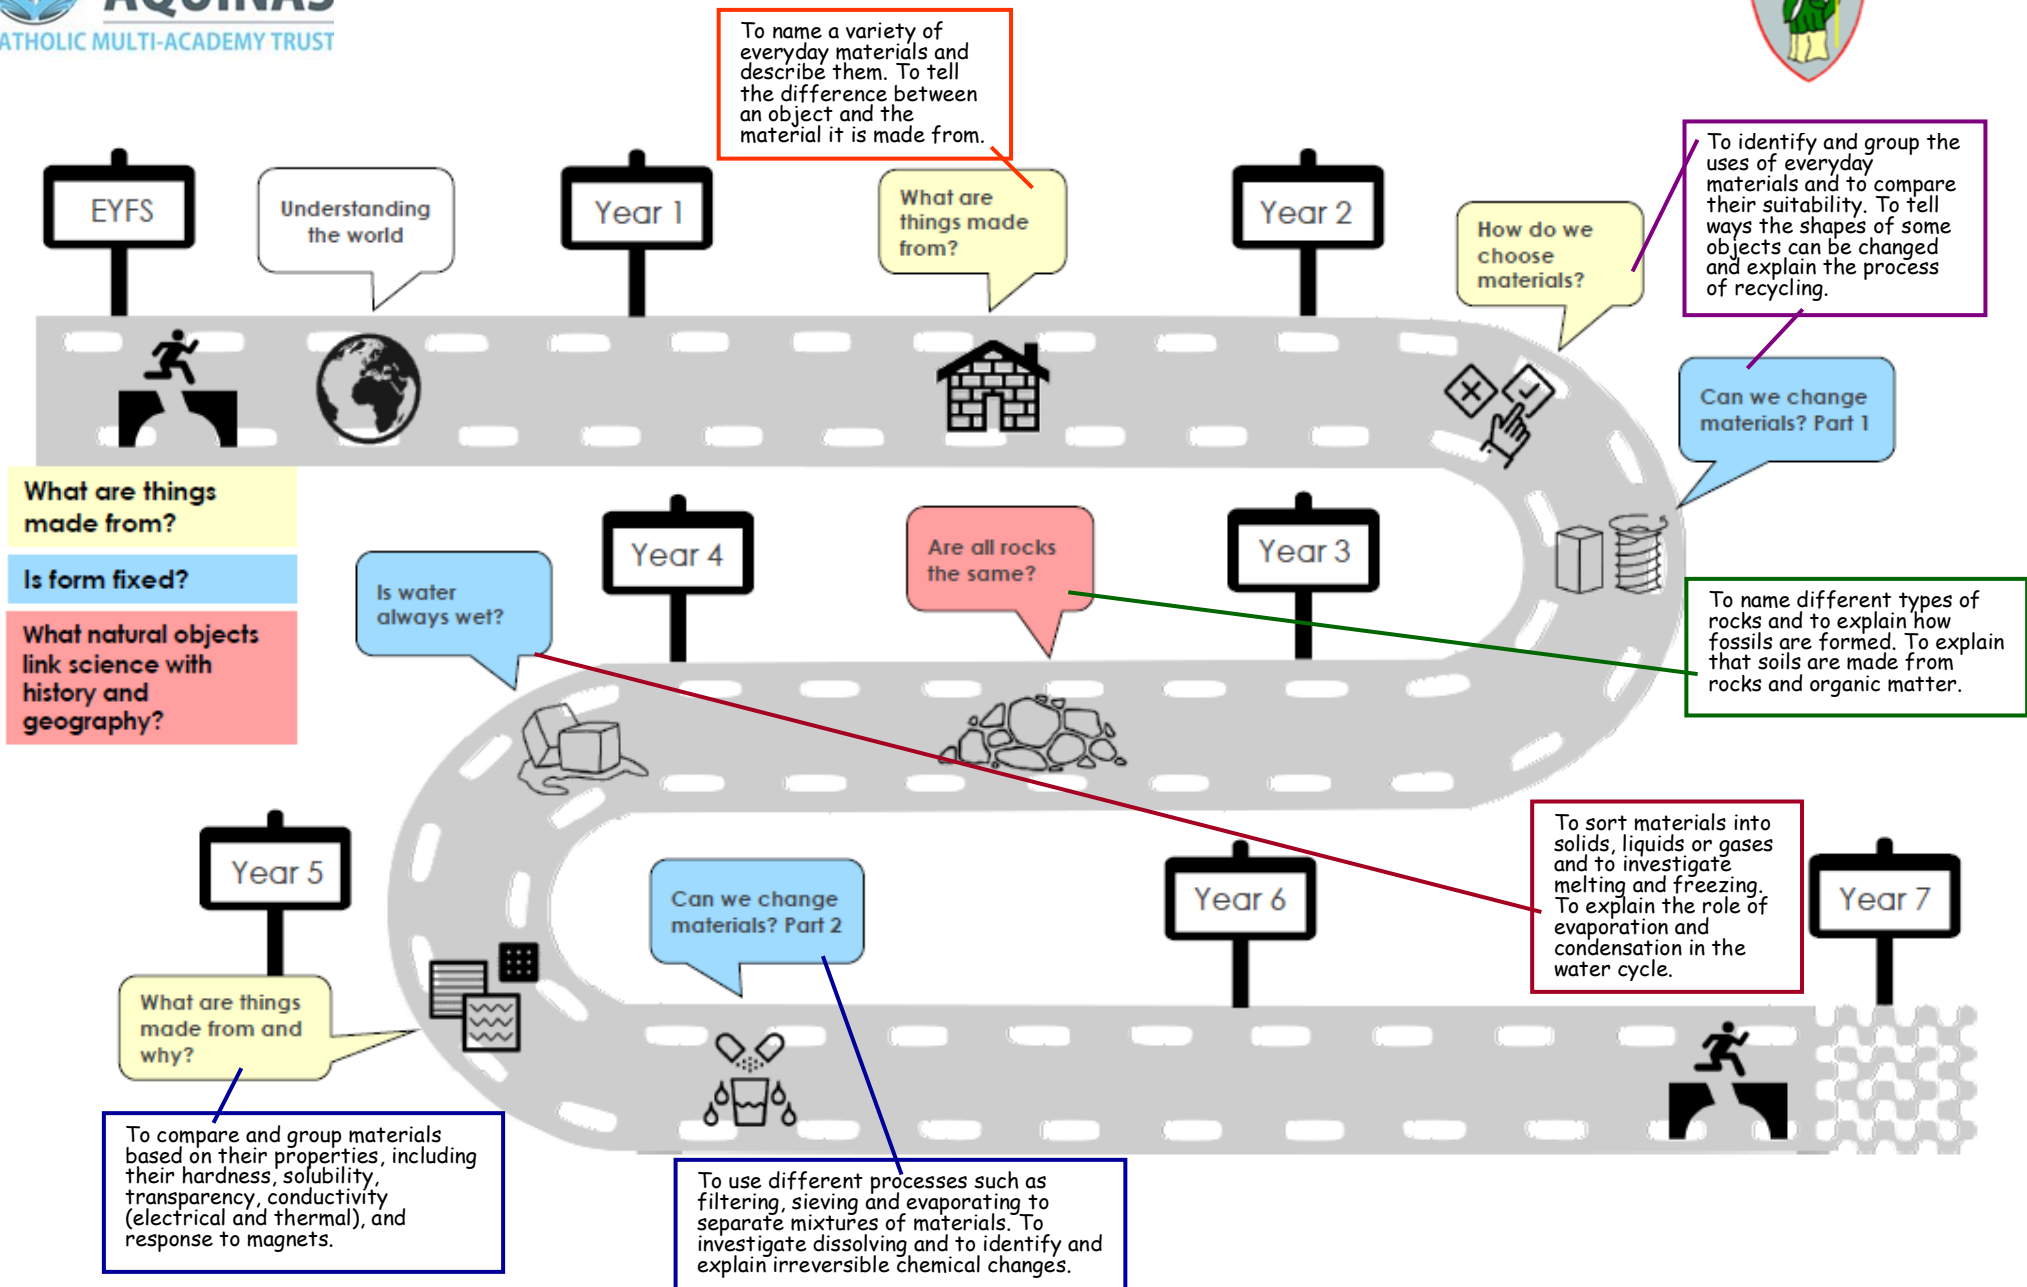 AQUINAS
CATHOLIC MULTI-ACADEMY TRUST
To name a variety of
everyday materials and
describe them. To tell
the difference between
an object and the
material it is made from.
EYFS
Understanding
the world
Year 1
What are
things made
from?
Year 2
How do we
choose
materials?
To identify and group the
uses of everyday
materials and to compare
their suitability. To tell
ways the shapes of some
objects can be changed
and explain the process
of recycling.
Can we change
materials? Part 1
What are things
made from?
Is form fixed?
What natural objects
link science with
history and
geography?
Is water
always wet?
Year 4
Are all rocks
the same?
Year 3
To name different types of
rocks and to explain how
fossils are formed. To explain
that soils are made from
rocks and organic matter.
Year 5
Can we change
materials? Part 2
Year 6
To sort materials into
solids, liquids or gases
and to investigate
melting and freezing.
To explain the role of
evaporation and
condensation in the
water cycle.
Year 7
What are things
made from and
why?
To compare and group materials
based on their properties, including
their hardness, solubility,
transparency, conductivity
(electrical and thermal), and
response to magnets.
To use different processes such as
filtering, sieving and evaporating to
separate mixtures of materials. To
investigate dissolving and to identify and
explain irreversible chemical changes.